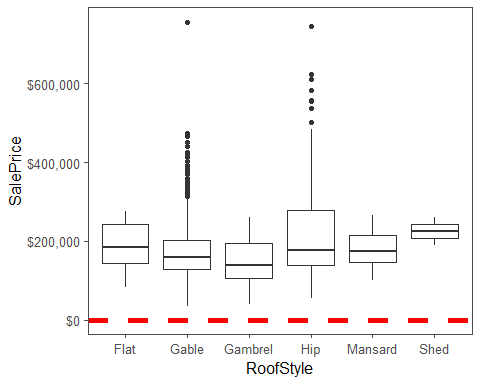 $600,000
$400,000
$200,000
$0
SalePrice
Flat Gable Gambrel Hip Mansard Shed
RoofStyle